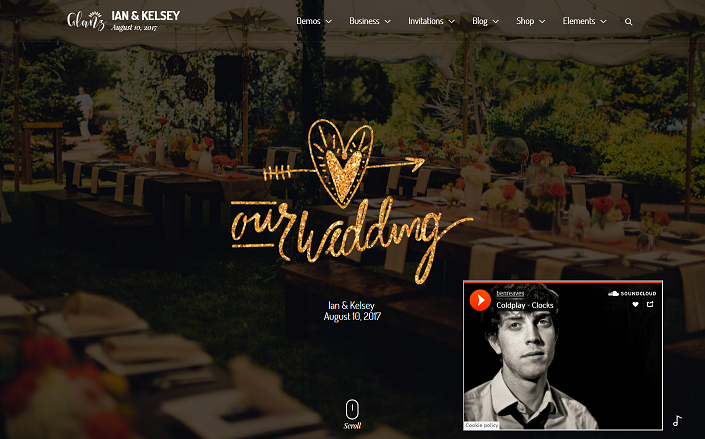 Glanz
IAN & KELSEY
August 10, 2017
Demos
Business
Invitations
Blog
Shop
Elements
our wedding
Ian & Kelsey
August 10, 2017
benreaves
Coldplay - Clocks
SOUNDCLOUD
Cookie policy
Scroll